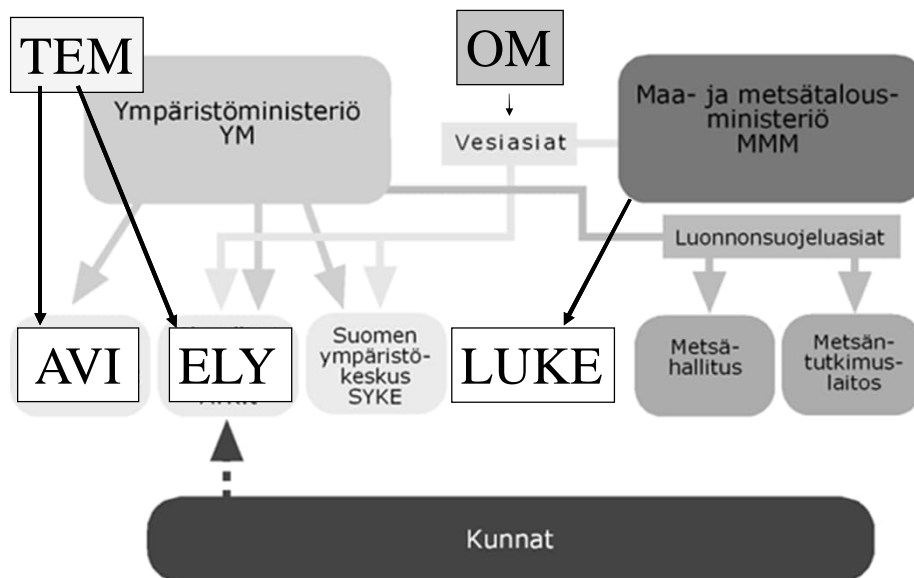 TEM
OM
Ympäristöministeriö
YM
Maa- ja metsätalous-
ministeriö
MMM
Vesiasiat
Luonnonsuojeluasiat
AVI
ELY
Suomen
ympäristö-
keskus
SYKE
LUKE
Metsä-
hallitus
Metsän-
tutkimus-
laitos
Kunnat